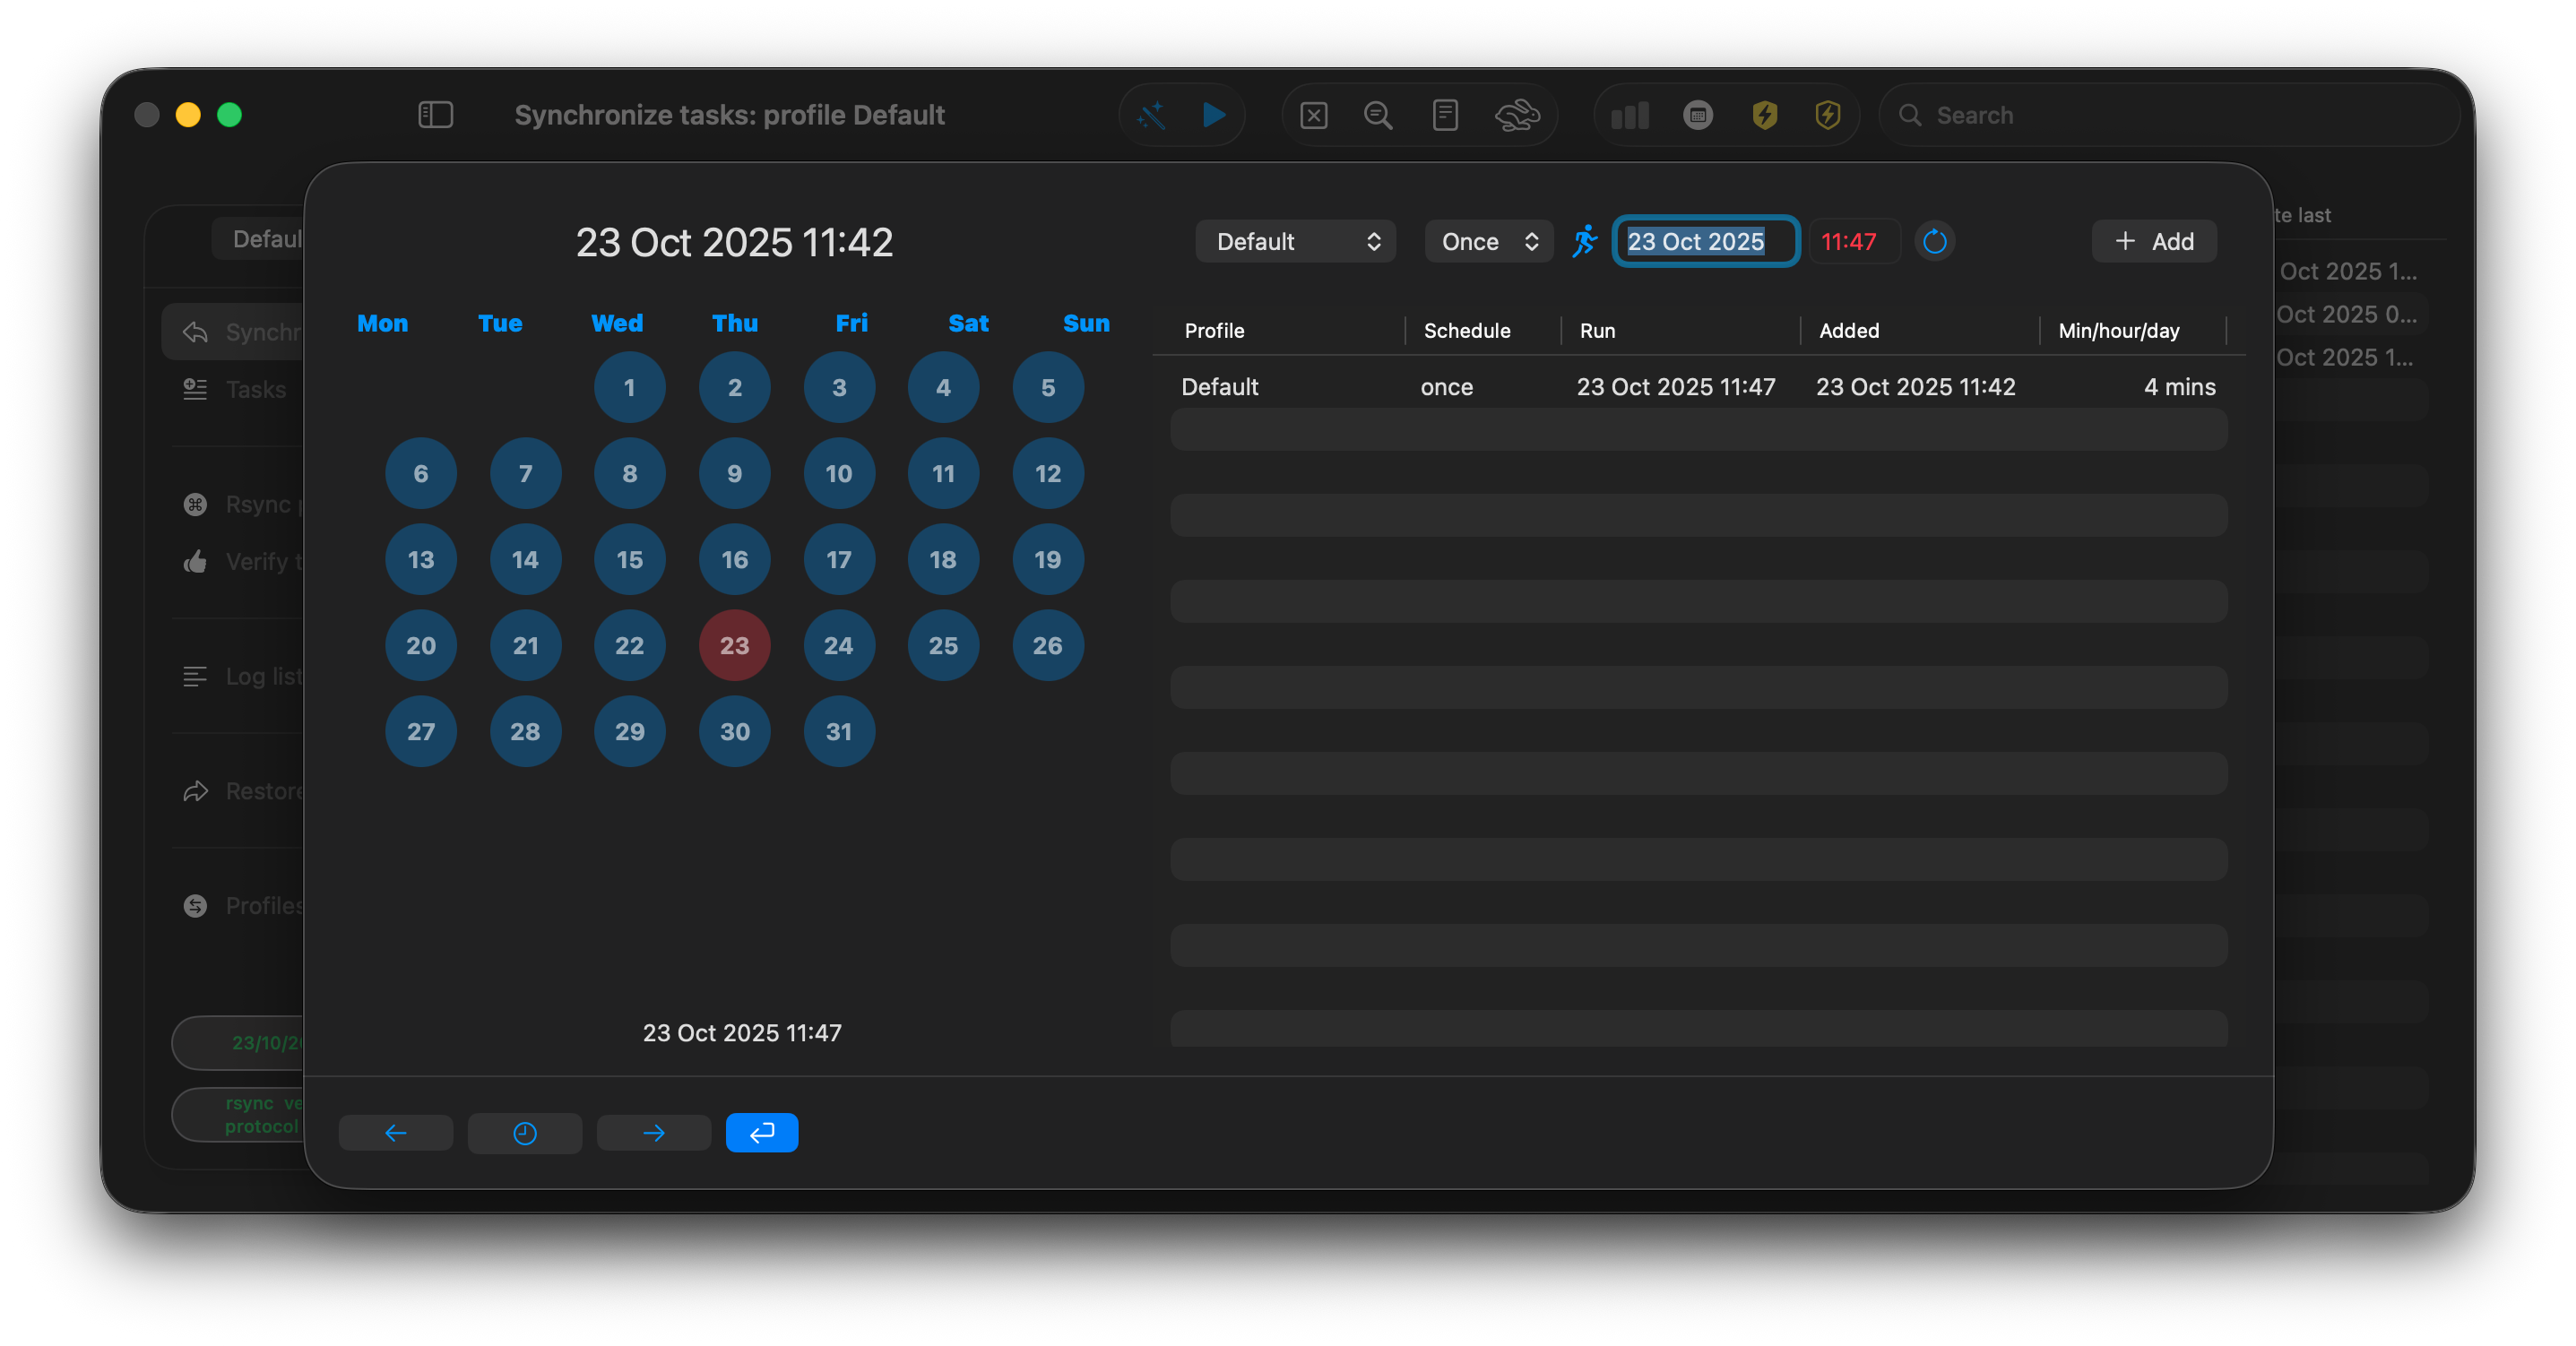 Synchronize tasks: profile Default
Search
Defaul
Synchr
Tasks
Rsync p
Verify t
Log list
Restore
Profiles
23/10/20
rsync ve
protocol
23 Oct 2025 11:42
Mon Tue Wed Thu Fri Sat Sun
1 2 3 4 5
6 7 8 9 10 11 12
13 14 15 16 17 18 19
20 21 22 23 24 25 26
27 28 29 30 31
23 Oct 2025 11:47
Default Once 23 Oct 2025 11:47 Add
Profile Schedule Run Added Min/hour/day
Default once 23 Oct 2025 11:47 23 Oct 2025 11:42 4 mins
te last
Oct 2025 1...
Oct 2025 0...
Oct 2025 1...